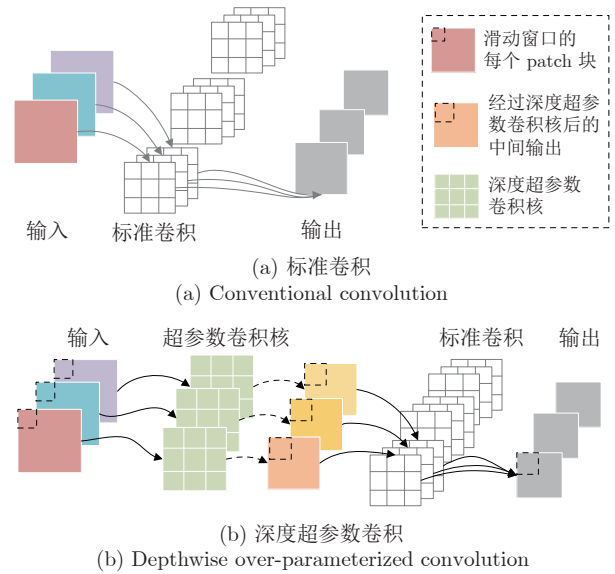 滑动窗口的
每个 patch 块
经过深度超参
数卷积核后的
中间输出
深度超参数
卷积核
输入
标准卷积
输出
(a) 标准卷积
(a) Conventional convolution
输入
超参数卷积核
标准卷积
输出
(b) 深度超参数卷积
(b) Depthwise over-parameterized convolution